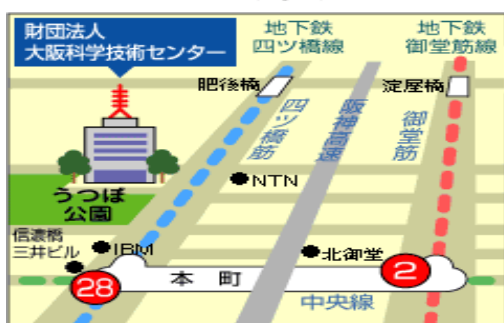 財団法人
大阪科学技術センター
地下鉄
四ツ橋線
地下鉄
御堂筋線
肥後橋
淀屋橋
四ツ橋筋
阪神高速
御堂筋
NTN
うつぼ
公園
信濃橋
三井ビル
IBM
北御堂
28
本町
2
中央線